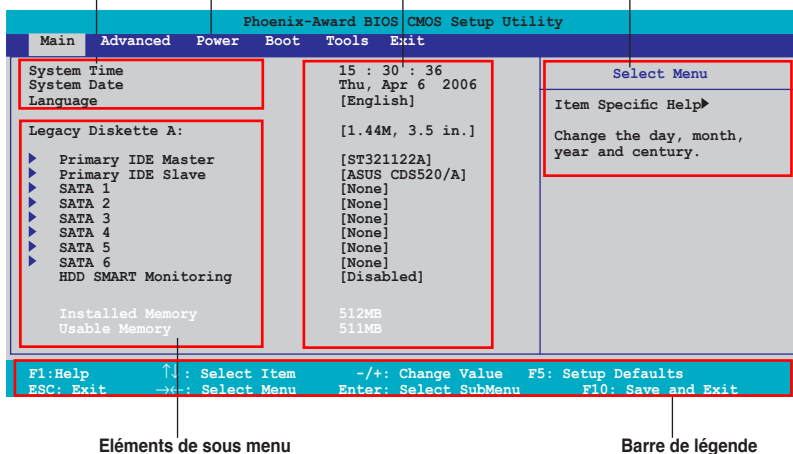 Phoenix-Award BIOS CMOS Setup Utility
Main Advanced Power Boot Tools Exit
System Time 15 : 30 : 36
System Date Thu, Apr 6 2006
Language [English]
Select Menu
Item Specific Help
Change the day, month,
year and century.
Legacy Diskette A: [1.44M, 3.5 in.]
Primary IDE Master [ST321122A]
Primary IDE Slave [ASUS CDS520/A]
SATA 1 [None]
SATA 2 [None]
SATA 3 [None]
SATA 4 [None]
SATA 5 [None]
SATA 6 [None]
HDD SMART Monitoring [Disabled]
Installed Memory 512MB
Usable Memory 511MB
F1:Help ↑↓ : Select Item -/+: Change Value F5: Setup Defaults
ESC: Exit →←: Select Menu Enter: Select SubMenu F10: Save and Exit
Eléments de sous menu Barre de légende